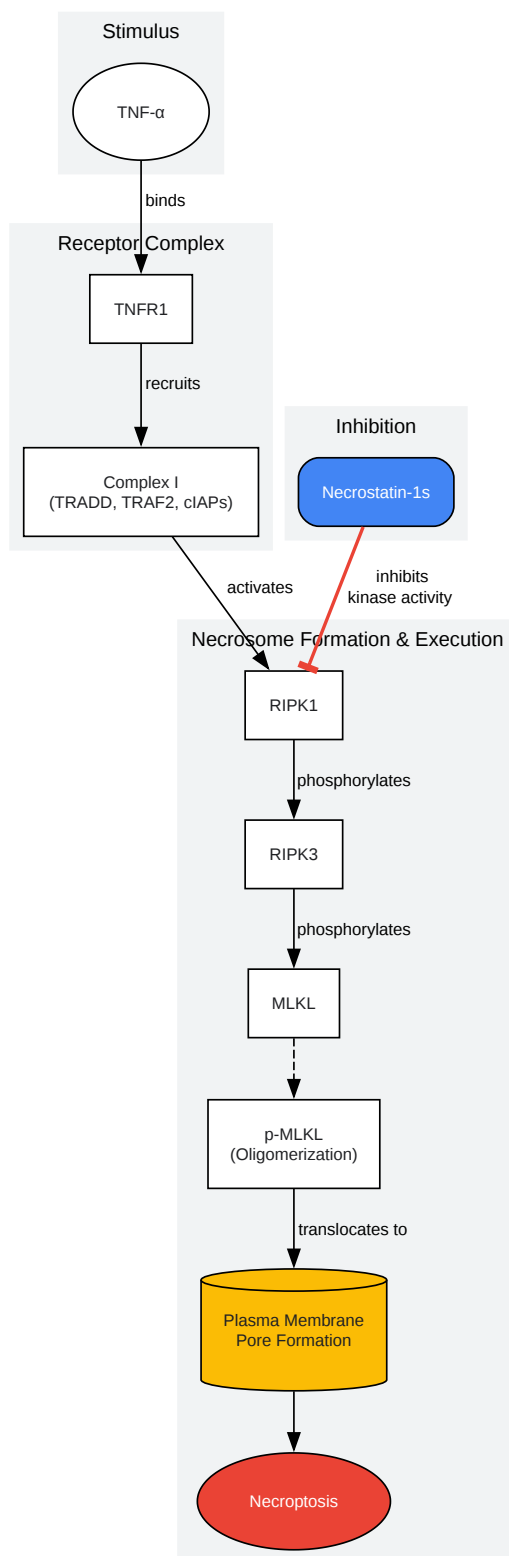 Stimulus
TNF-α
binds
Receptor Complex
TNFR1
recruits
Complex I
(TRADD, TRAF2, cIAPs)
Inhibition
Necrostatin-1s
activates
inhibits
kinase activity
Necrosome Formation & Execution
RIPK1
phosphorylates
RIPK3
phosphorylates
MLKL
p-MLKL
(Oligomerization)
translocates to
Plasma Membrane
Pore Formation
Necroptosis